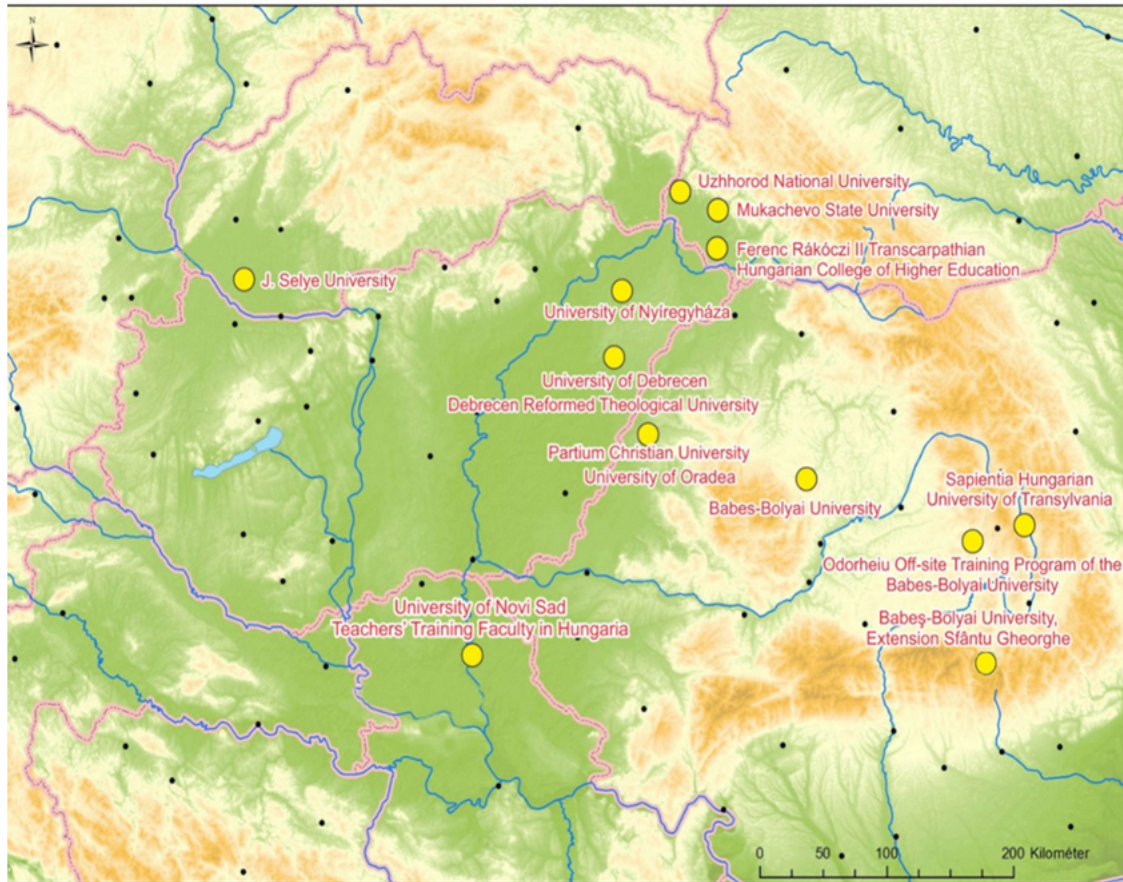 N
Uzhhorod National University
Mukachevo State University
Ferenc Rákóczi II Transcarpathian
Hungarian College of Higher Education
J. Selye University
University of Nyíregyháza
University of Debrecen
Debrecen Reformed Theological University
Partium Christian University
University of Oradea
Babes-Bolyai University
Sapientia Hungarian
University of Transylvania
Odorheiu Off-site Training Program of the
Babes-Bolyai University
University of Novi Sad
Teachers' Training Faculty in Hungaria
Babeş-Bolyai University,
Extension Sfântu Gheorghe
0 50 100 200 Kilométer